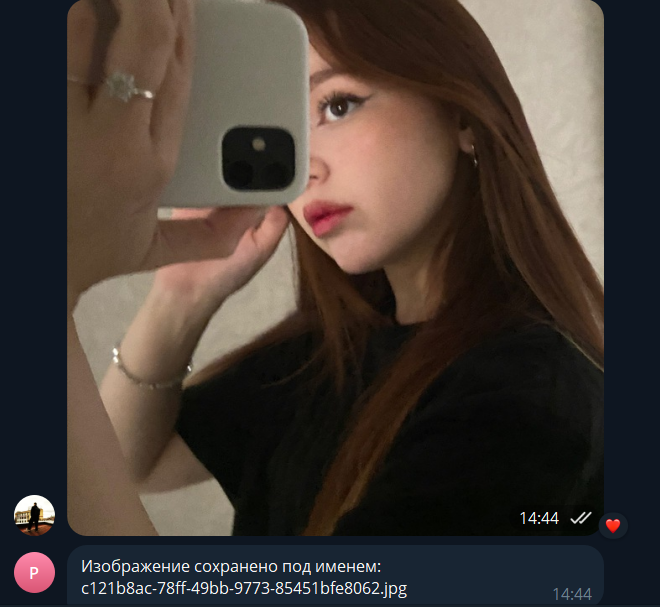 14:44
Р
Изображение сохранено под именем:
c121b8ac-78ff-49bb-9773-85451bfe8062.jpg
14:44